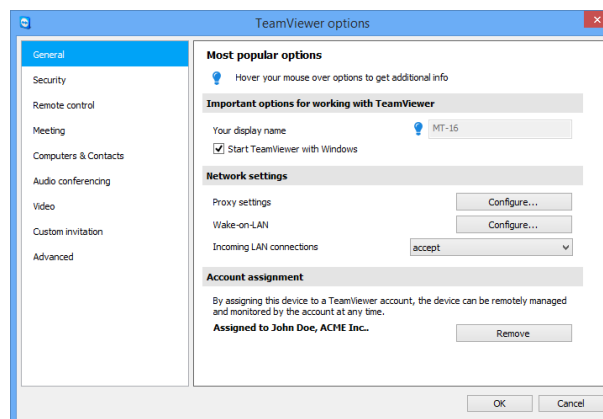 TeamViewer options
General
Security
Remote control
Meeting
Computers & Contacts
Audio conferencing
Video
Custom invitation
Advanced
Most popular options
Hover your mouse over options to get additional info
Important options for working with TeamViewer
Your display name
MT-16
Start TeamViewer with Windows
Network settings
Proxy settings
Configure...
Wake-on-LAN
Configure...
Incoming LAN connections
accept
Account assignment
By assigning this device to a TeamViewer account, the device can be remotely managed
and monitored by the account at any time.
Assigned to John Doe, ACME Inc..
Remove
OK
Cancel